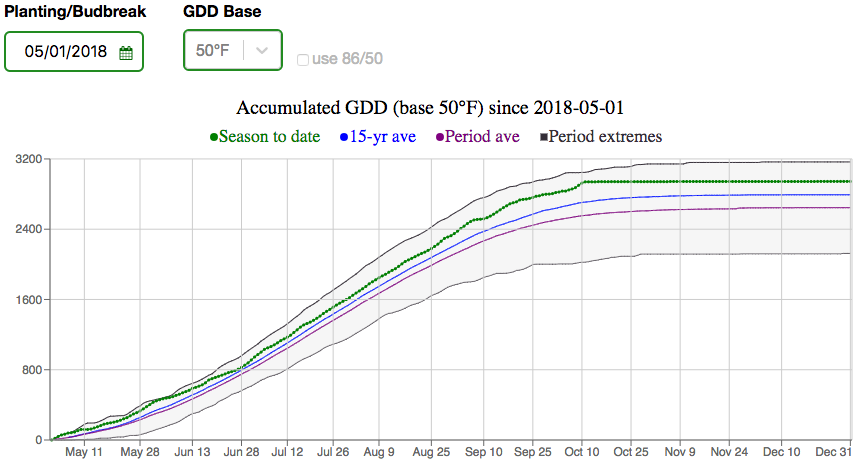 Planting/Budbreak GDD Base
05/01/2018 50°F use 86/50
Accumulated GDD (base 50°F) since 2018-05-01
Season to date 15-yr ave Period ave Period extremes
3200
2400
1600
800
0
May 11 May 28 Jun 13 Jun 28 Jul 12 Jul 26 Aug 9 Aug 25 Sep 10 Sep 25 Oct 10 Oct 25 Nov 9 Nov 24 Dec 10 Dec 31